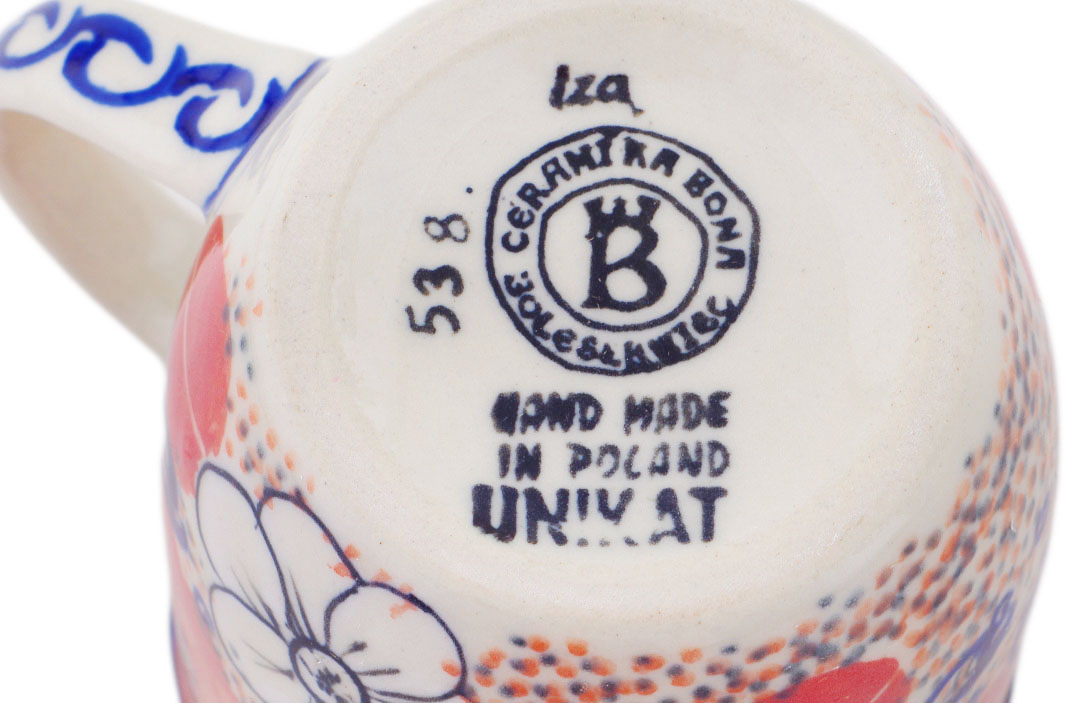 Iza
CERAMIKA BONA
BOLESŁAWIEC
B
538
HAND MADE
IN POLAND
UNIKAT